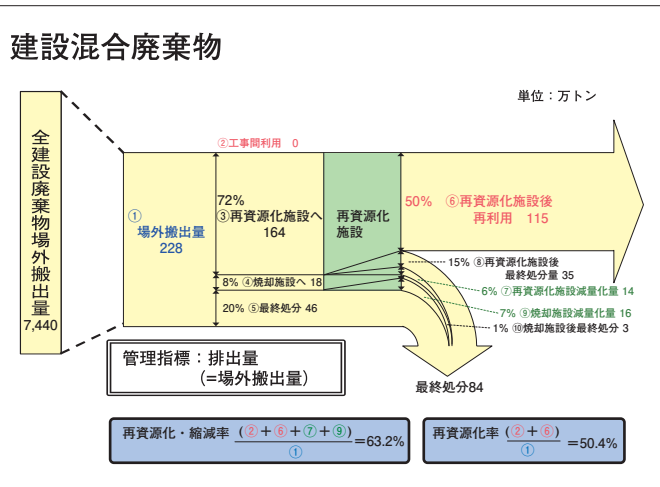 建設混合廃棄物
単位：万トン
全建設廃棄物場外搬出量
7,440
①
場外搬出量
228
②工事間利用　0
72%
③再資源化施設へ
164
8% ④焼却施設へ 18
20% ⑤最終処分 46
再資源化
施設
50%　⑥再資源化施設後
再利用　115
15% ⑧再資源化施設後
最終処分量 35
6% ⑦再資源化施設減量化量 14
7% ⑨焼却施設減量化量 16
1% ⑩焼却施設後最終処分 3
最終処分84
管理指標：排出量
（=場外搬出量）
再資源化・縮減率 （②＋⑥＋⑦＋⑨）
①
＝63.2%
再資源化率 （②＋⑥）
①
＝50.4%